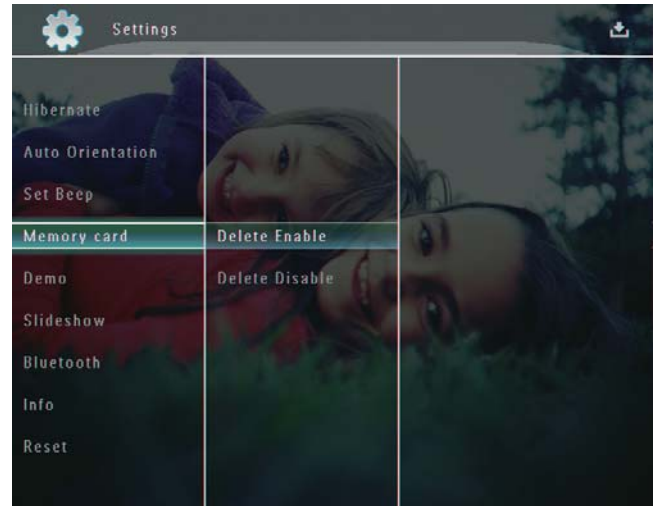 Settings
Hibernate
Auto Orientation
Set Beep
Memory card
Delete Enable
Demo
Delete Disable
Slideshow
Bluetooth
Info
Reset